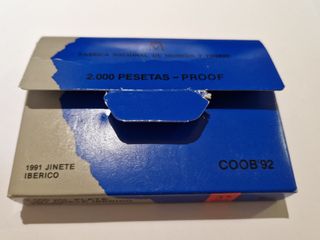 M
FABRICA NACIONAL DE MONEDA Y TIMBRE
2.000 PESETAS - PROOF
1991 JINETE
IBERICO
COOB'92